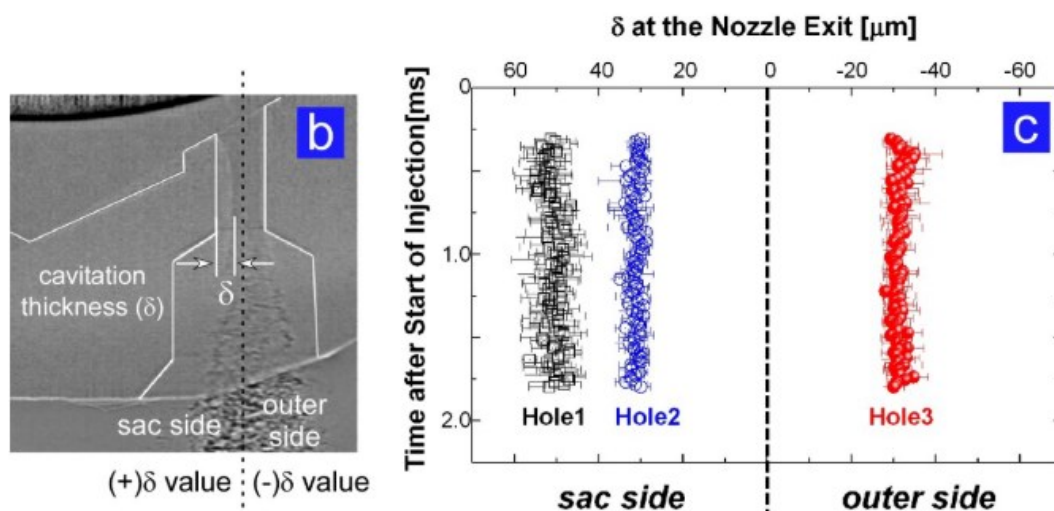 b
cavitation
thickness (δ)
δ
sac side
outer
side
(+)δ value
(-)δ value
δ at the Nozzle Exit [μm]
60 40 20 0 -20 -40 -60
Time after Start of Injection[ms]
0
1.0
2.0
c
Hole1
Hole2
Hole3
sac side
outer side